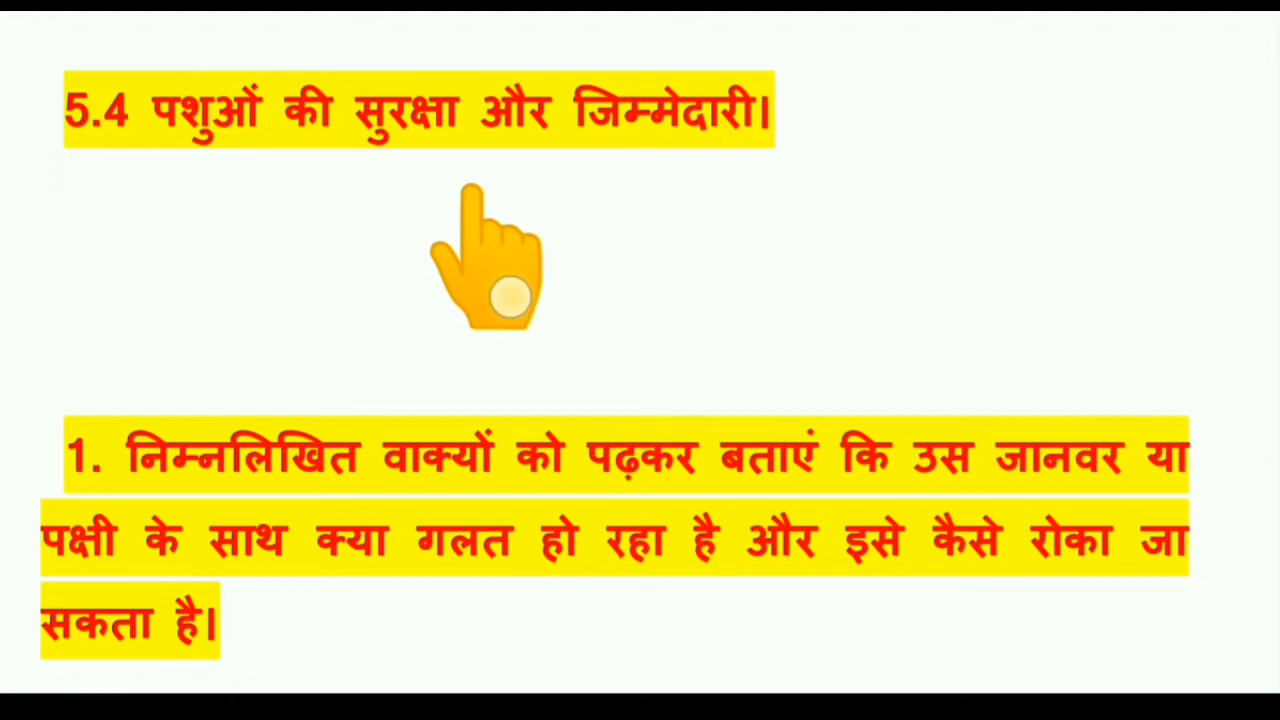 5.4 पशुओं की सुरक्षा और जिम्मेदारी।
1. निम्नलिखित वाक्यों को पढ़कर बताएं कि उस जानवर या
पक्षी के साथ क्या गलत हो रहा है और इसे कैसे रोका जा
सकता है।